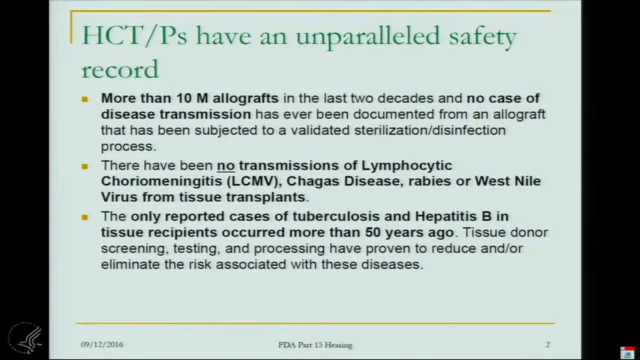 HCT/Ps have an unparalleled safety
record
More than 10 M allografts in the last two decades and no case of
disease transmission has ever been documented from an allograft
that has been subjected to a validated sterilization/disinfection
process.
There have been no transmissions of Lymphocytic
Choriomeningitis (LCMV), Chagas Disease, rabies or West Nile
Virus from tissue transplants.
The only reported cases of tuberculosis and Hepatitis B in
tissue recipients occurred more than 50 years ago. Tissue donor
screening, testing, and processing have proven to reduce and/or
eliminate the risk associated with these diseases.
09/12/2016
FDA Part 15 Hearing
2